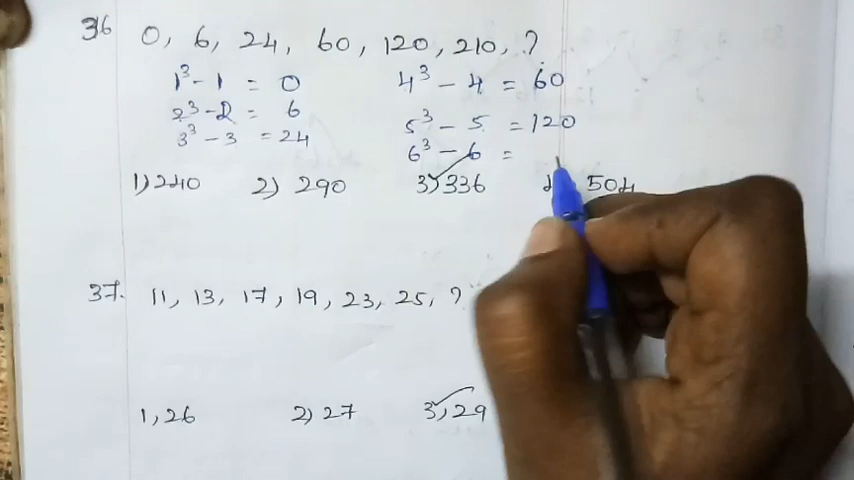 36 0, 6, 24, 60, 120, 210, ?
1³ - 1 = 0 4³ - 4 = 60
2³ - 2 = 6 5³ - 5 = 120
3³ - 3 = 24 6³ - 6 =
1) 240 2) 290 3) 336 504
37. 11, 13, 17, 19, 23, 25, ?
1, 26 2) 27 3, 29